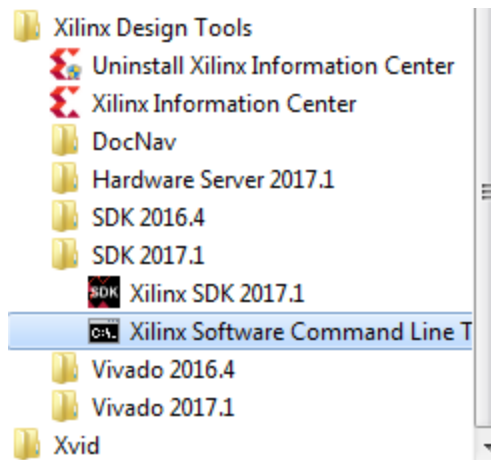 Xilinx Design Tools
Uninstall Xilinx Information Center
Xilinx Information Center
DocNav
Hardware Server 2017.1
SDK 2016.4
SDK 2017.1
SDK Xilinx SDK 2017.1
C:\_ Xilinx Software Command Line T
Vivado 2016.4
Vivado 2017.1
Xvid